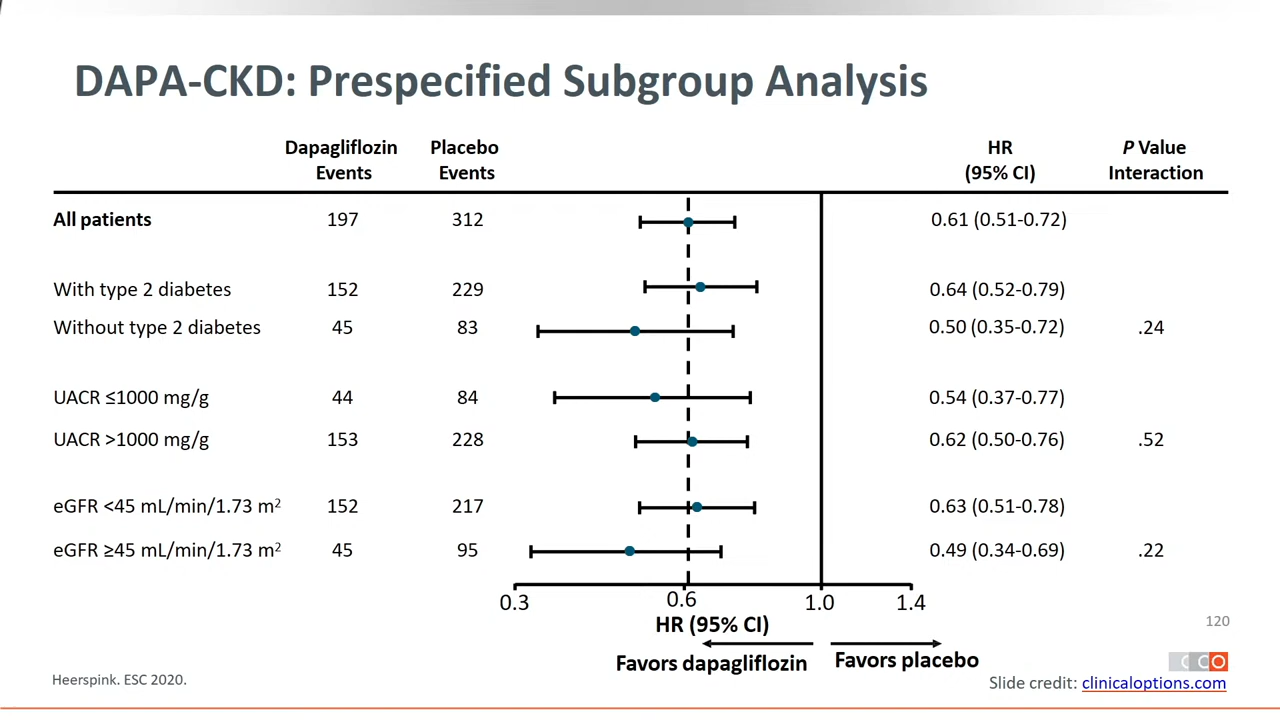 DAPA-CKD: Prespecified Subgroup Analysis
Dapagliflozin Events Placebo Events HR (95% CI) P Value Interaction
All patients 197 312 0.61 (0.51-0.72)
With type 2 diabetes 152 229 0.64 (0.52-0.79)
Without type 2 diabetes 45 83 0.50 (0.35-0.72) .24
UACR ≤1000 mg/g 44 84 0.54 (0.37-0.77)
UACR >1000 mg/g 153 228 0.62 (0.50-0.76) .52
eGFR <45 mL/min/1.73 m² 152 217 0.63 (0.51-0.78)
eGFR ≥45 mL/min/1.73 m² 45 95 0.49 (0.34-0.69) .22
0.3 0.6 1.0 1.4
HR (95% CI)
Favors dapagliflozin Favors placebo
120
CCO
Heerspink. ESC 2020.
Slide credit: clinicaloptions.com